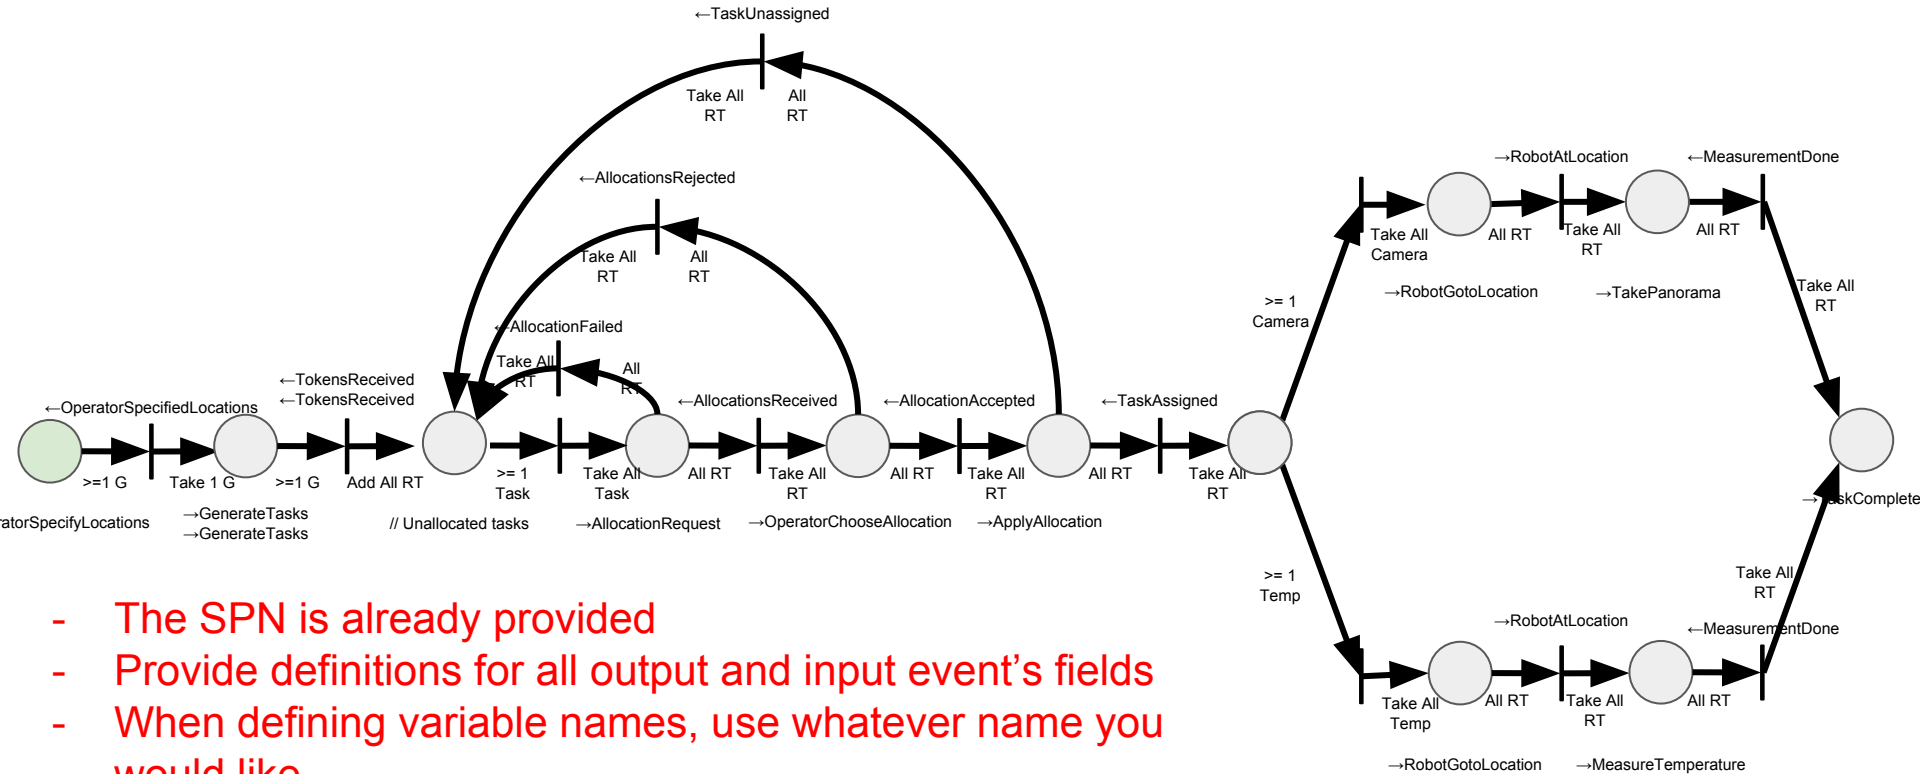 ←TaskUnassigned
Take All
RT
All
RT
←AllocationsRejected
Take All
RT
All
RT
←AllocationFailed
Take All
RT
All
RT
←TokensReceived
←TokensReceived
←OperatorSpecifiedLocations
←AllocationsReceived
←AllocationAccepted
←TaskAssigned
>=1 G
Take 1 G
>=1 G
Add All RT
>= 1
Task
Take All
Task
All RT
Take All
RT
All RT
Take All
RT
All RT
Take All
RT
ratorSpecifyLocations
→GenerateTasks
→GenerateTasks
// Unallocated tasks
→AllocationRequest
→OperatorChooseAllocation
→ApplyAllocation
>= 1
Camera
Take All
Camera
→RobotGotoLocation
All RT
→RobotAtLocation
Take All
RT
→TakePanorama
All RT
←MeasurementDone
Take All
RT
→TaskComplete
>= 1
Temp
Take All
Temp
→RobotGotoLocation
All RT
→RobotAtLocation
Take All
RT
→MeasureTemperature
All RT
←MeasurementDone
Take All
RT
- The SPN is already provided
- Provide definitions for all output and input event's fields
- When defining variable names, use whatever name you
would like